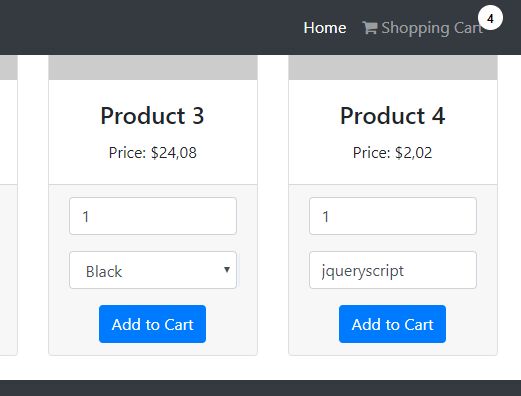 Home Shopping Cart 4
Product 3
Price: $24,08
1
Black
Add to Cart
Product 4
Price: $2,02
1
jqueryscript
Add to Cart